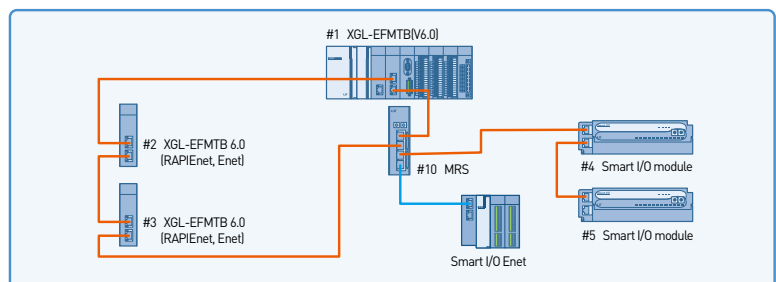 #1 XGL-EFMTB(V6.0)
#2 XGL-EFMTB 6.0
(RAPIEnet, Enet)
#10 MRS
#4 Smart I/O module
#3 XGL-EFMTB 6.0
(RAPIEnet, Enet)
#5 Smart I/O module
Smart I/O Enet